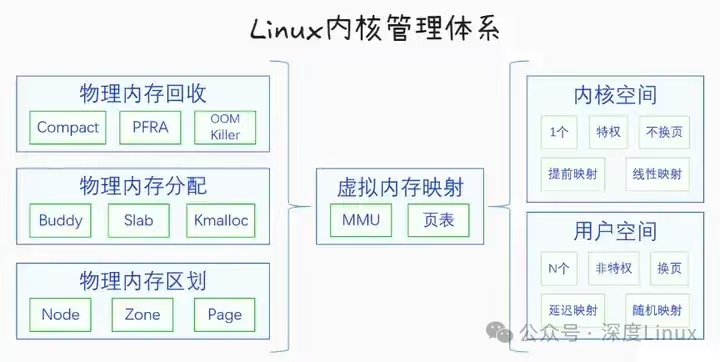 Linux内核管理体系
物理内存回收
Compact
PFRA
OOM
Killer
物理内存分配
Buddy
Slab
Kmalloc
物理内存区划
Node
Zone
Page
虚拟内存映射
MMU
页表
内核空间
1个
特权
不换页
提前映射
线性映射
用户空间
N个
非特权
换页
延迟映射
随机映射
公众号·深度Linux